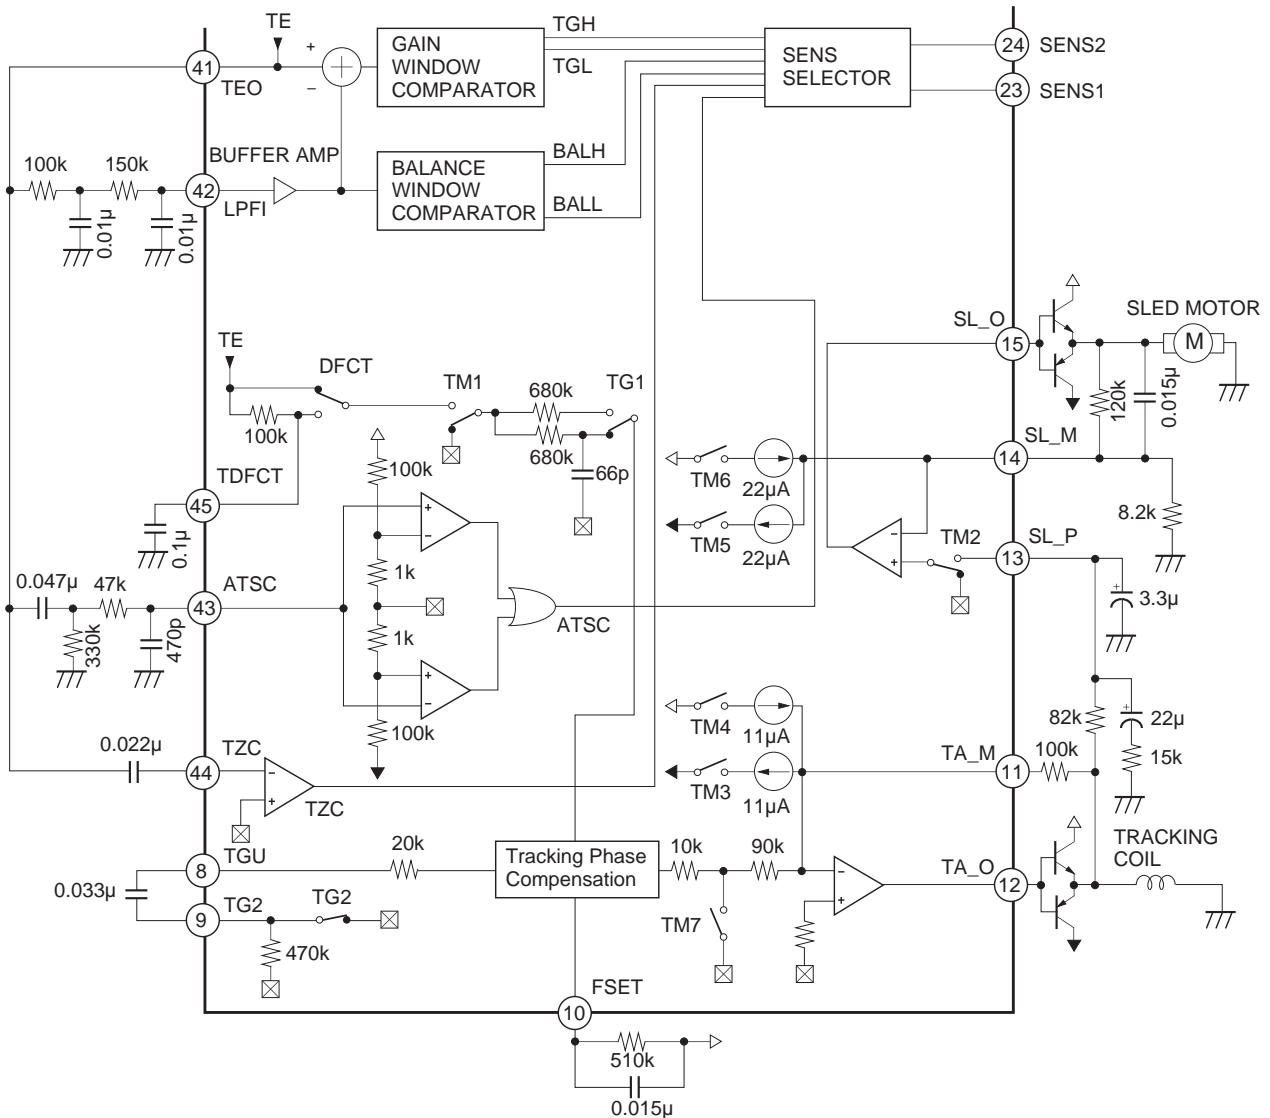 TE
TGH
TGL
41
TEO
+
−
GAIN
WINDOW
COMPARATOR
SENS
SELECTOR
24
SENS2
23
SENS1
100k
150k
42
LPFI
BUFFER AMP
0.01µ
0.01µ
BALANCE
WINDOW
COMPARATOR
BALH
BALL
TE
DFCT
100k
TDFCT
45
0.1µ
TM1
680k
680k
TG1
66p
SL_O
15
SLED MOTOR
M
120k
0.015µ
SL_M
14
8.2k
TM6
22µA
TM5
22µA
TM2
−
+
SL_P
13
3.3µ
0.047µ
47k
ATSC
43
330k
470p
100k
1k
1k
100k
+
−
+
−
ATSC
TM4
11µA
TM3
11µA
82k
22µ
15k
TA_M
11
100k
0.022µ
TZC
44
−
+
TZC
TGU
8
20k
Tracking Phase
Compensation
10k
90k
−
+
TA_O
12
TRACKING
COIL
0.033µ
9
TG2
TG2
470k
TM7
FSET
10
510k
0.015µ